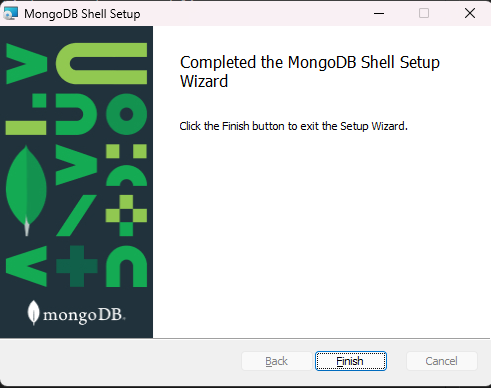 MongoDB Shell Setup
Completed the MongoDB Shell Setup
Wizard
Click the Finish button to exit the Setup Wizard.
mongoDB.
Back
Finish
Cancel